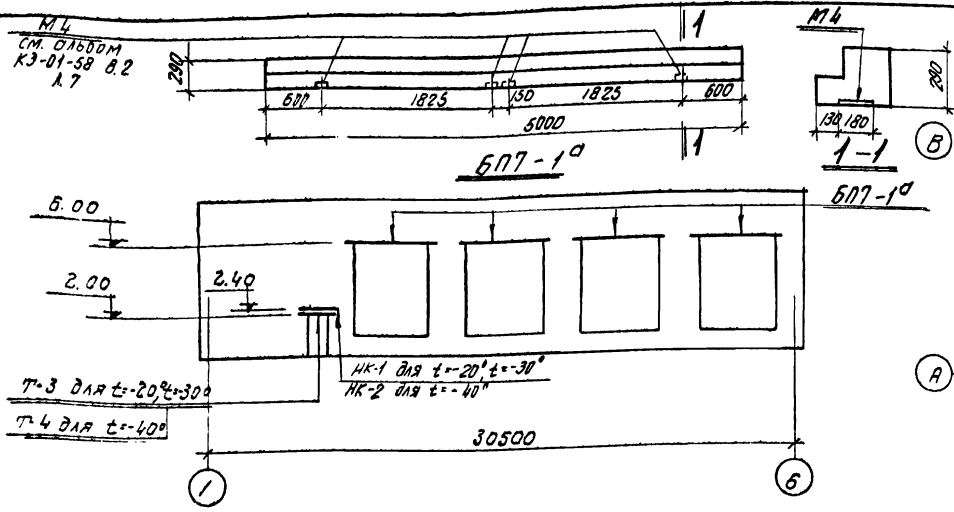 М4
см. альбом
КЭ-01-58 В.2
л. 7
290
600
1825
150
1825
600
5000
1
1
М4
290
130
180
1-1
В
БП7-1а
БП7-1а
6.00
2.00
2.40
НК-1 для t=-20° t=-30°
НК-2 для t=-40°
Т-3 для t=-20° t=-30°
Т-4 для t=-40°
30500
1
6
А